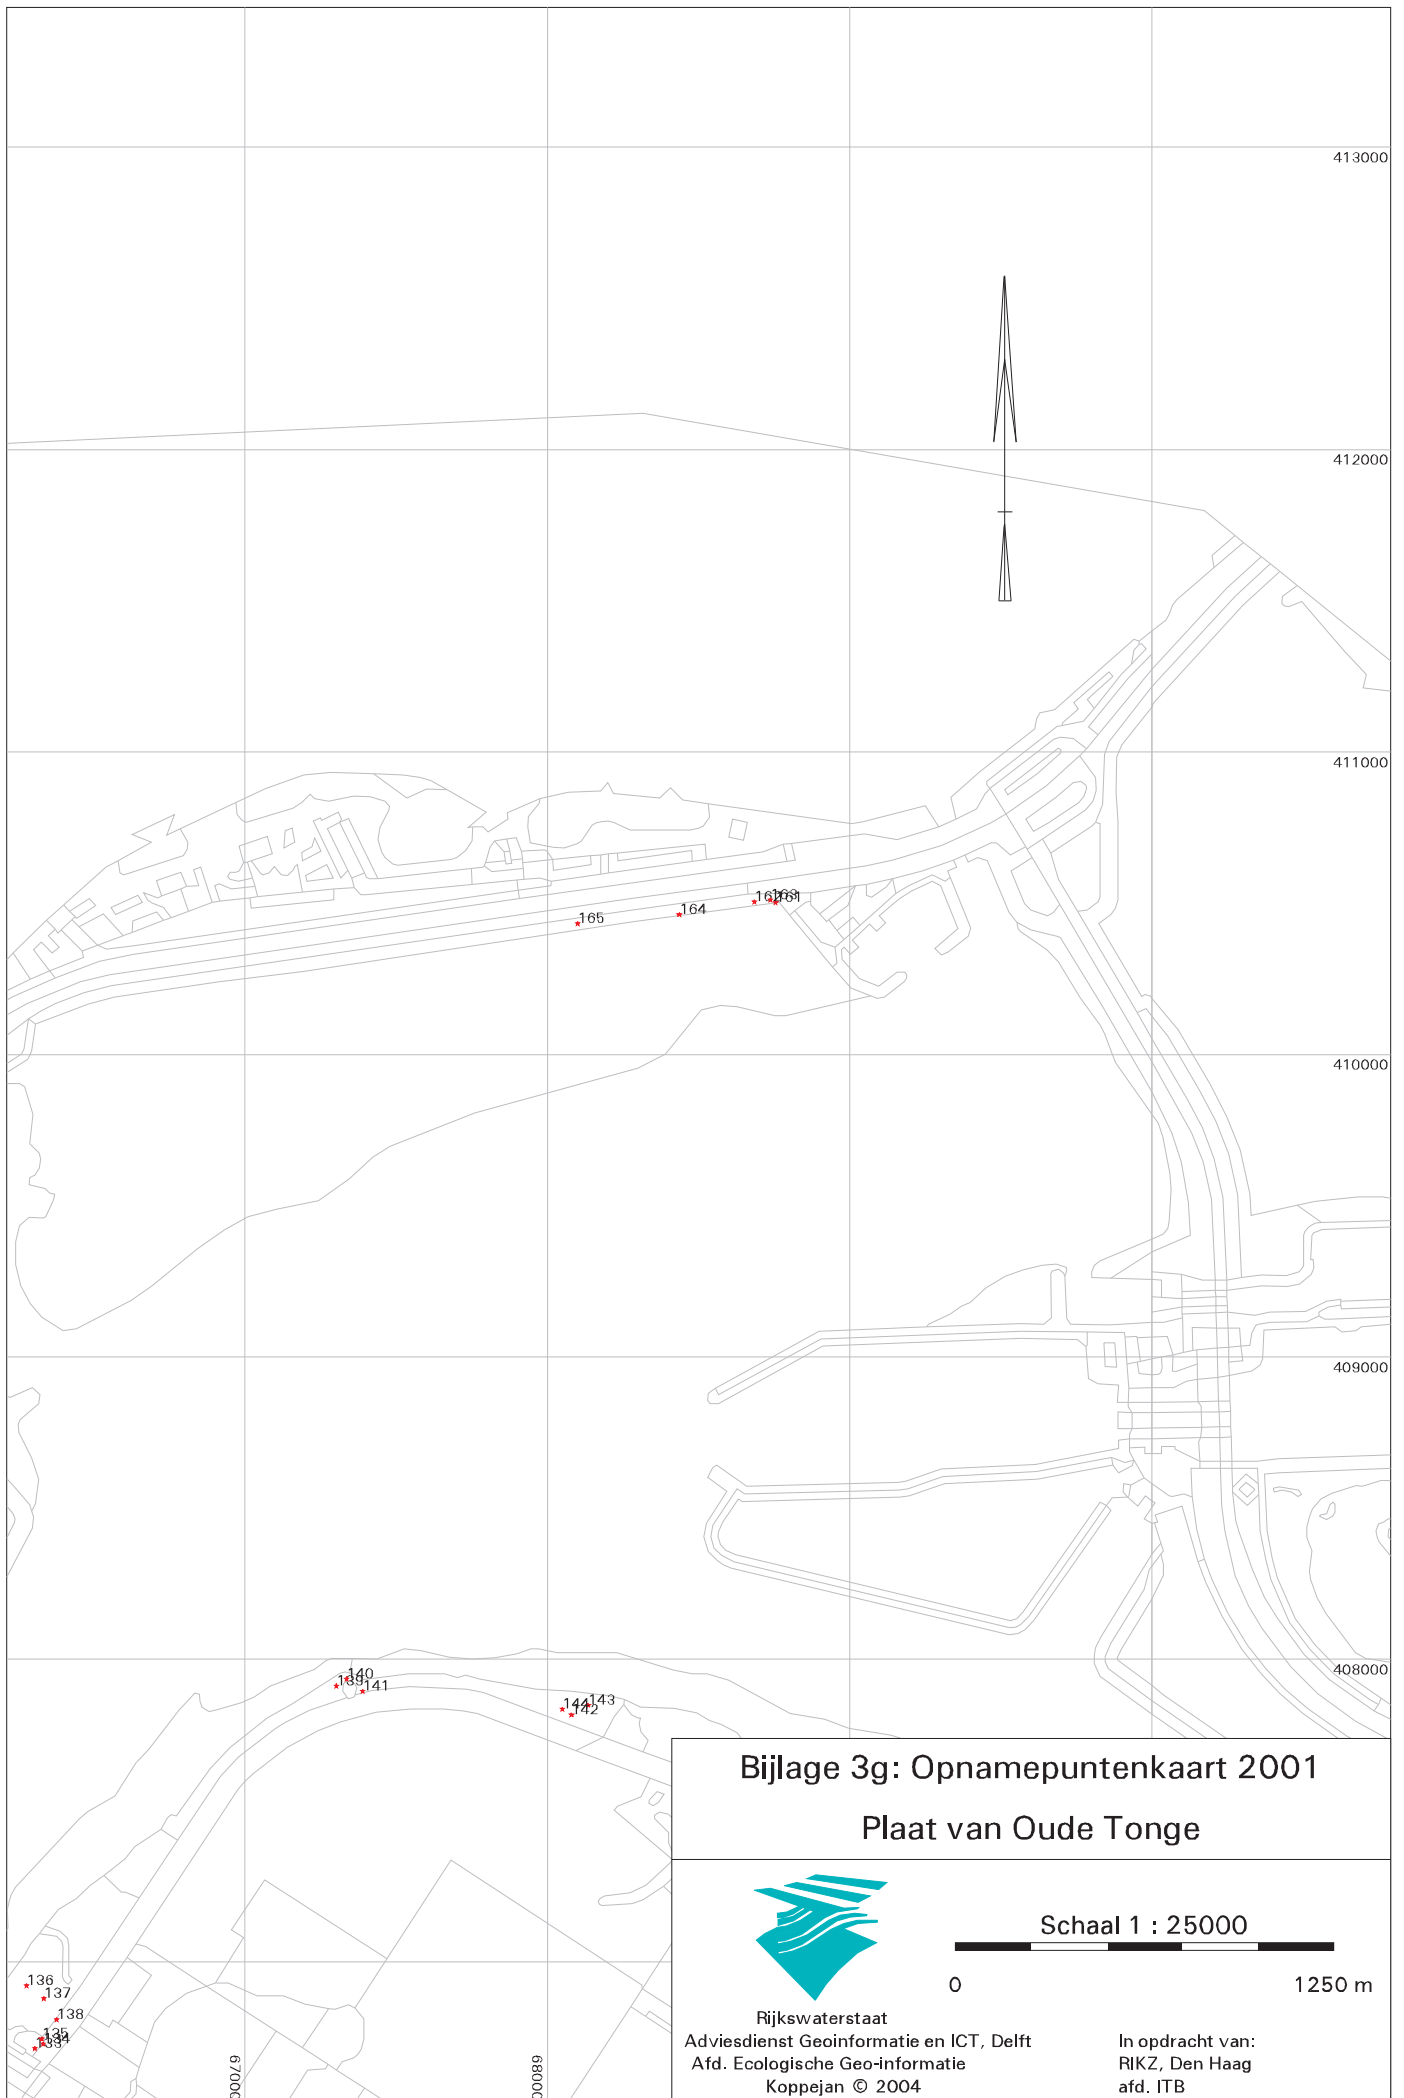 413000
412000
411000
163
162
161
164
165
410000
409000
408000
140
139
141
143
144
142
136
137
138
135
134
133
67000
68000
Bijlage 3g: Opnamepuntenkaart 2001
Plaat van Oude Tonge
Schaal 1 : 25000
0 1250 m
Rijkswaterstaat
Adviesdienst Geoinformatie en ICT, Delft
Afd. Ecologische Geo-informatie
Koppejan © 2004
In opdracht van:
RIKZ, Den Haag
afd. ITB